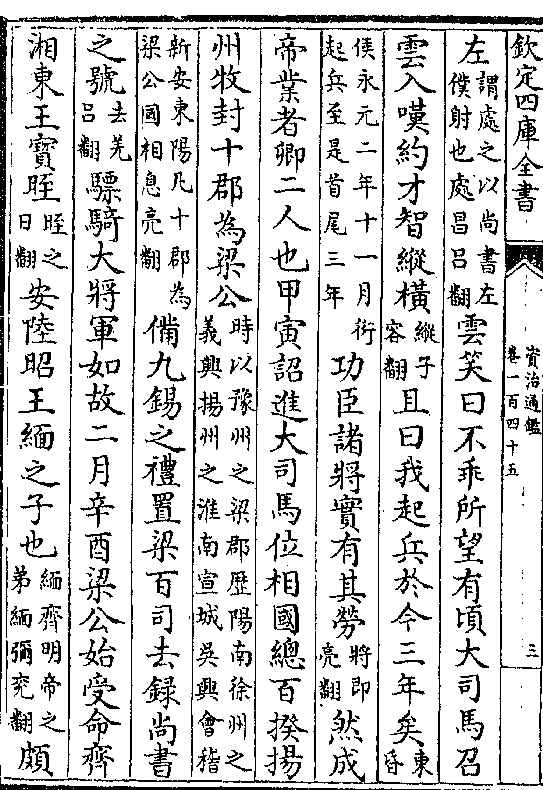 欽定四庫全書
資治通鑑
卷一百四十五
三
左謂處之以尚書左僕射也處昌呂翻雲笑曰不乖所望有頃大司馬召
雲入嘆約才智縱橫縱子容翻且曰我起兵於今三年矣東昏
侯永元二年十一月衍起兵至是首尾三年功臣諸將實有其勞將即亮翻然成
帝業者卿二人也甲寅詔進大司馬位相國總百揆揚
州牧封十郡為梁公時以豫州之梁郡歷陽南徐州之義興揚州之淮南宣城吳興會稽
新安東陽凡十郡為梁公國相息亮翻備九錫之禮置梁百司去録尚書
之號去羌呂翻驃騎大將軍如故二月辛酉梁公始受命齊
湘東王寳晊晊之日翻安陸昭王緬之子也緬齊明帝之弟緬彌兖翻頗